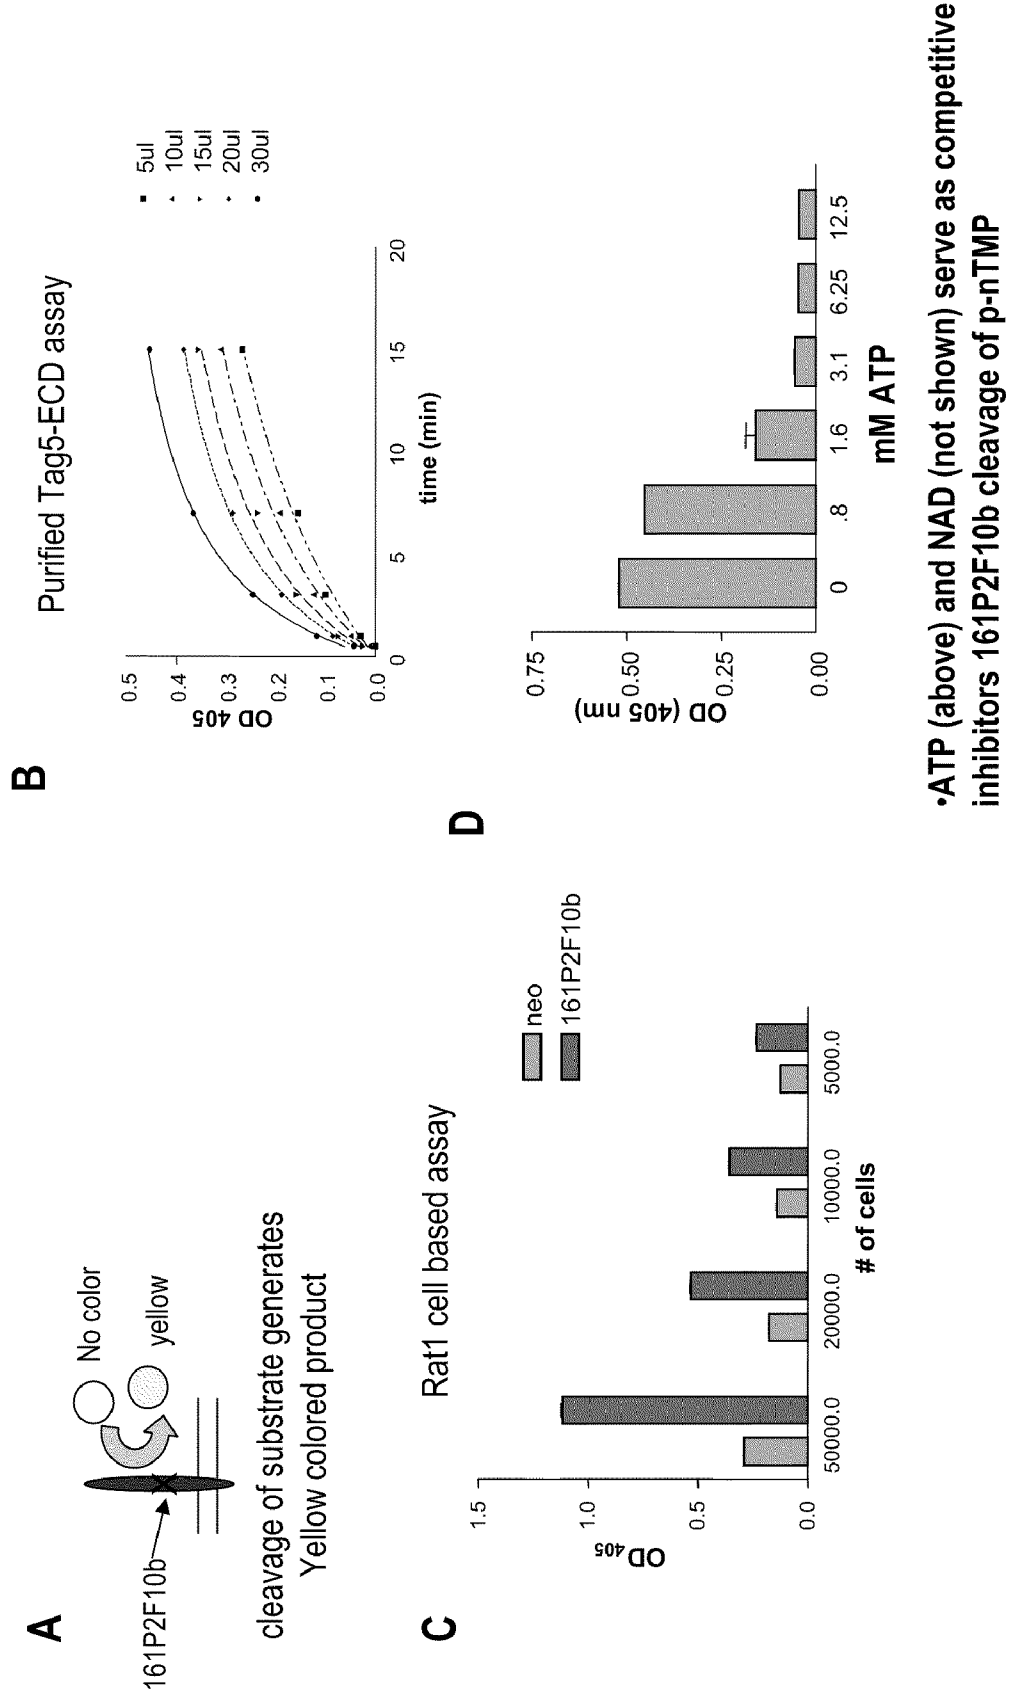 A
161P2F10b
No color
yellow
cleavage of substrate generates
Yellow colored product
B
Purified Tag5-ECD assay
OD 405
0.5
0.4
0.3
0.2
0.1
0.0
0
5
10
15
20
time (min)
5ul
10ul
15ul
20ul
30ul
C
Rat1 cell based assay
neo
161P2F10b
OD405
1.5
1.0
0.5
0.0
50000.0
20000.0
10000.0
5000.0
# of cells
D
OD (405 nm)
0.75
0.50
0.25
0.00
0
.8
1.6
3.1
6.25
12.5
mM ATP
•ATP (above) and NAD (not shown) serve as competitive
inhibitors 161P2F10b cleavage of p-nTMP